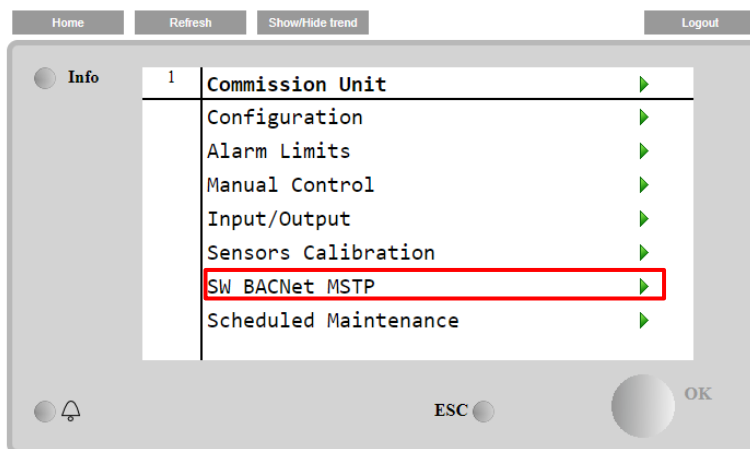 Home Refresh Show/Hide trend Logout
Info
1 Commission Unit
Configuration
Alarm Limits
Manual Control
Input/Output
Sensors Calibration
SW BACNet MSTP
Scheduled Maintenance
OK
ESC